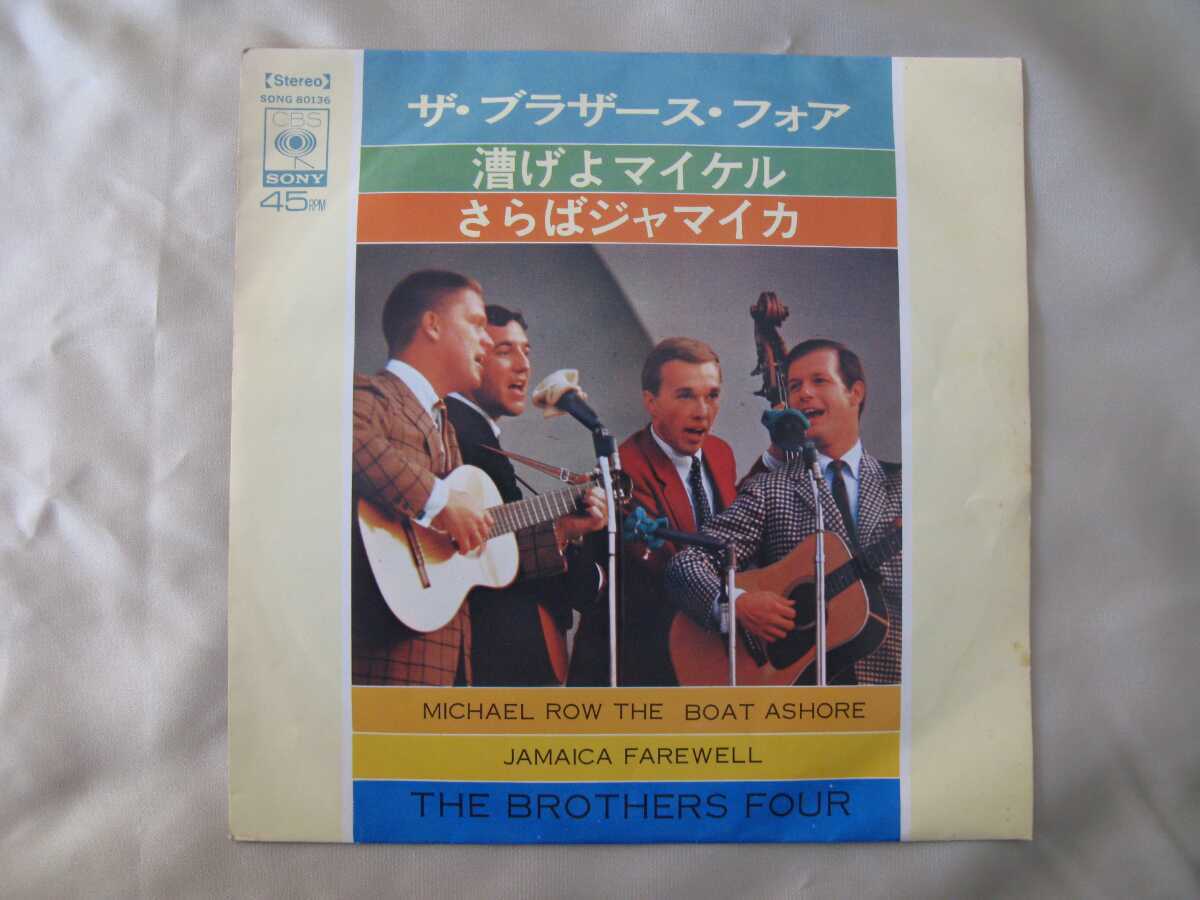 【Stereo】
SONG 80136
CBS
SONY
45RPM
ザ・ブラザース・フォア
漕げよマイケル
さらばジャマイカ
MICHAEL ROW THE BOAT ASHORE
JAMAICA FAREWELL
THE BROTHERS FOUR